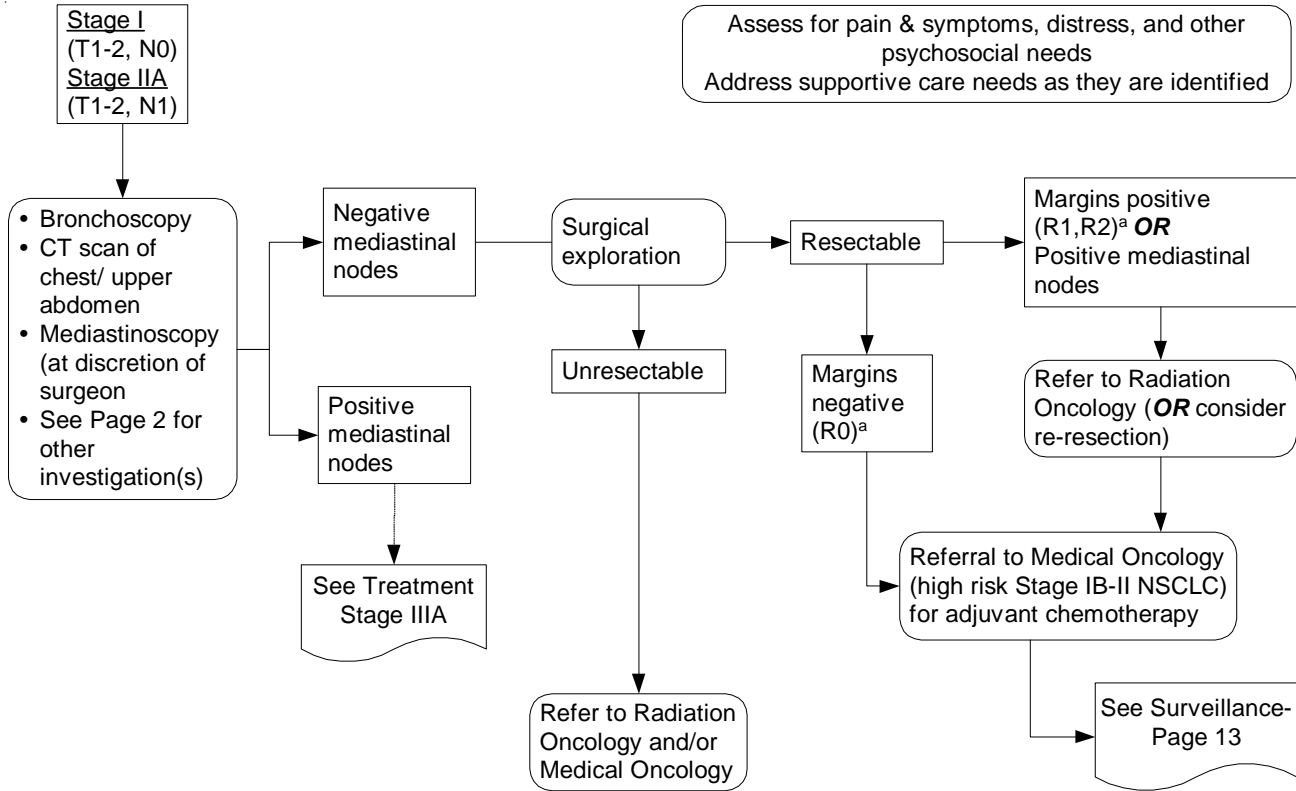 Stage I
(T1-2, N0)
Stage IIA
(T1-2, N1)
Assess for pain & symptoms, distress, and other
psychosocial needs
Address supportive care needs as they are identified
• Bronchoscopy
• CT scan of
chest/ upper
abdomen
• Mediastinoscopy
(at discretion of
surgeon
• See Page 2 for
other
investigation(s)
Negative
mediastinal
nodes
Positive
mediastinal
nodes
See Treatment
Stage IIIA
Surgical
exploration
Unresectable
Refer to Radiation
Oncology and/or
Medical Oncology
Resectable
Margins
negative
(R0)ᵃ
Margins positive
(R1,R2)ᵃ OR
Positive mediastinal
nodes
Refer to Radiation
Oncology (OR consider
re-resection)
Referral to Medical Oncology
(high risk Stage IB-II NSCLC)
for adjuvant chemotherapy
See Surveillance-
Page 13